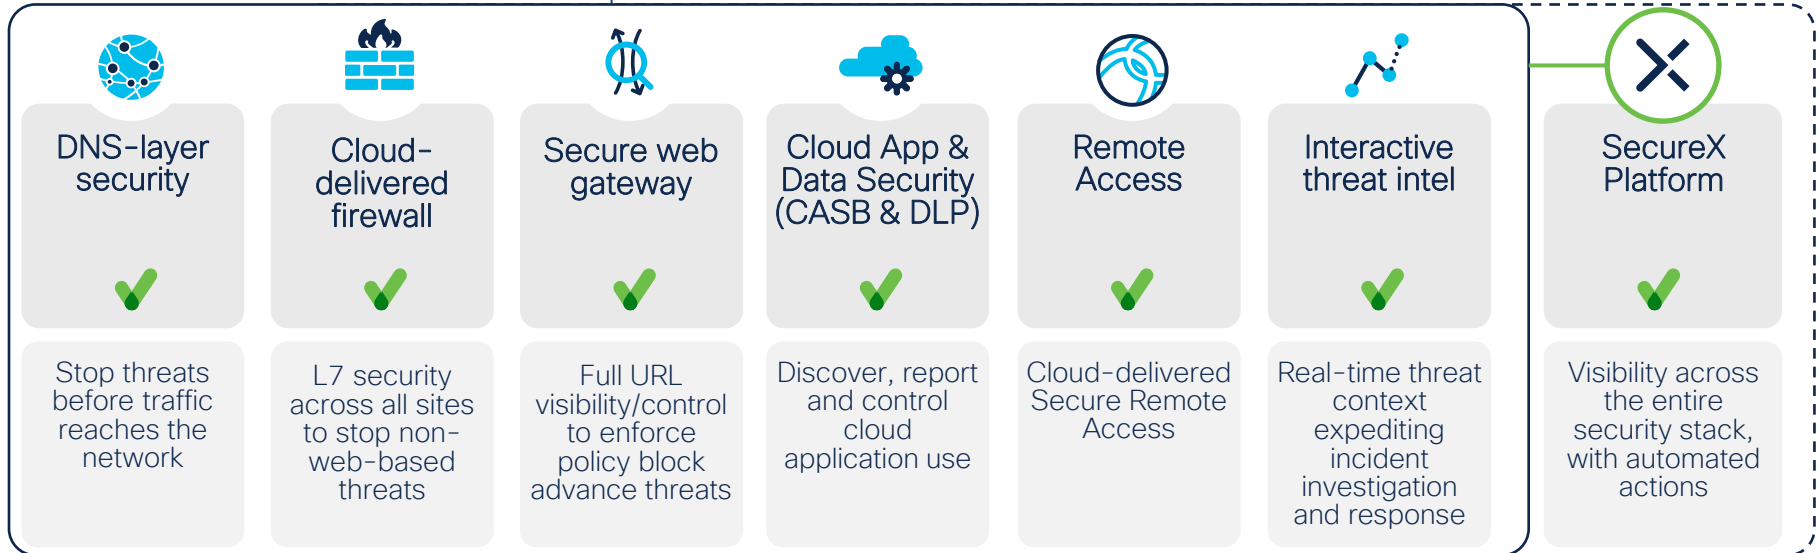 DNS-layer
security
Cloud-
delivered
firewall
Secure web
gateway
Cloud App &
Data Security
(CASB & DLP)
Remote
Access
Interactive
threat intel
SecureX
Platform
Stop threats
before traffic
reaches the
network
L7 security
across all sites
to stop non-
web-based
threats
Full URL
visibility/control
to enforce
policy block
advance threats
Discover, report
and control
cloud
application use
Cloud-delivered
Secure Remote
Access
Real-time threat
context
expediting
incident
investigation
and response
Visibility across
the entire
security stack,
with automated
actions